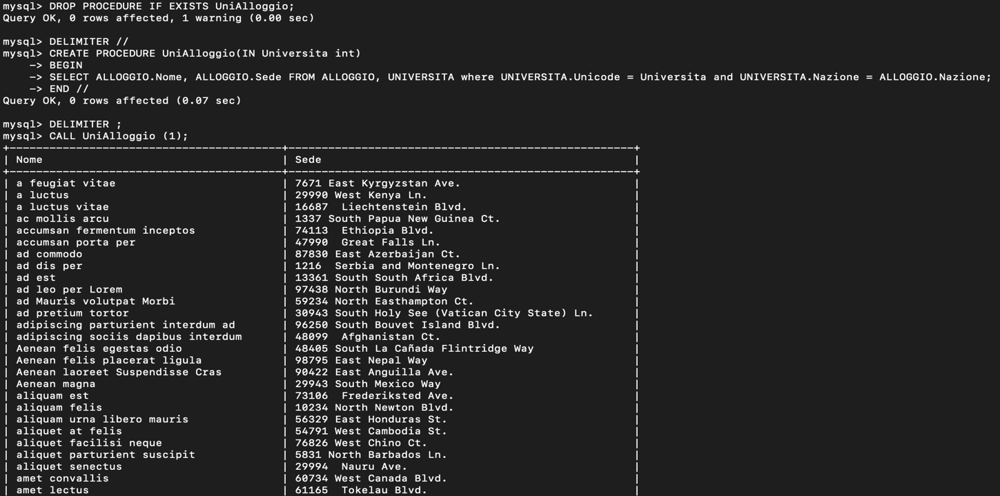 mysql> DROP PROCEDURE IF EXISTS UniAlloggio;
Query OK, 0 rows affected, 1 warning (0.00 sec)
mysql> DELIMITER //
mysql> CREATE PROCEDURE UniAlloggio(IN Universita int)
-> BEGIN
-> SELECT ALLOGGIO.Nome, ALLOGGIO.Sede FROM ALLOGGIO, UNIVERSITA where UNIVERSITA.Unicode = Universita and UNIVERSITA.Nazione = ALLOGGIO.Nazione;
-> END //
Query OK, 0 rows affected (0.07 sec)
mysql> DELIMITER ;
mysql> CALL UniAlloggio (1);
+-----------------------------------------+----------------------------------------------------+
| Nome | Sede |
+-----------------------------------------+----------------------------------------------------+
| a feugiat vitae | 7671 East Kyrgyzstan Ave. |
| a luctus | 29990 West Kenya Ln. |
| a luctus vitae | 16687  Liechtenstein Blvd. |
| ac mollis arcu | 1337 South Papua New Guinea Ct. |
| accumsan fermentum inceptos | 74113  Ethiopia Blvd. |
| accumsan porta per | 47990  Great Falls Ln. |
| ad commodo | 87830 East Azerbaijan Ct. |
| ad dis per | 1216  Serbia and Montenegro Ln. |
| ad est | 13361 South South Africa Blvd. |
| ad leo per Lorem | 97438 North Burundi Way |
| ad Mauris volutpat Morbi | 59234 North Easthampton Ct. |
| ad pretium tortor | 30943 South Holy See (Vatican City State) Ln. |
| adipiscing parturient interdum ad | 96250 South Bouvet Island Blvd. |
| adipiscing sociis dapibus interdum | 48099  Afghanistan Ct. |
| Aenean felis egestas odio | 48405 South La Cañada Flintridge Way |
| Aenean felis placerat ligula | 98795 East Nepal Way |
| Aenean laoreet Suspendisse Cras | 90422 East Anguilla Ave. |
| Aenean magna | 29943 South Mexico Way |
| aliquam est | 73106  Frederiksted Ave. |
| aliquam felis | 10234 North Newton Blvd. |
| aliquam urna libero mauris | 56329 East Honduras St. |
| aliquet at felis | 54791 West Cambodia St. |
| aliquet facilisi neque | 76826 West Chino Ct. |
| aliquet parturient suscipit | 5831 North Barbados Ln. |
| aliquet senectus | 29994  Nauru Ave. |
| amet convallis | 60734 West Canada Blvd. |
| amet lectus | 61165  Tokelau Blvd. |